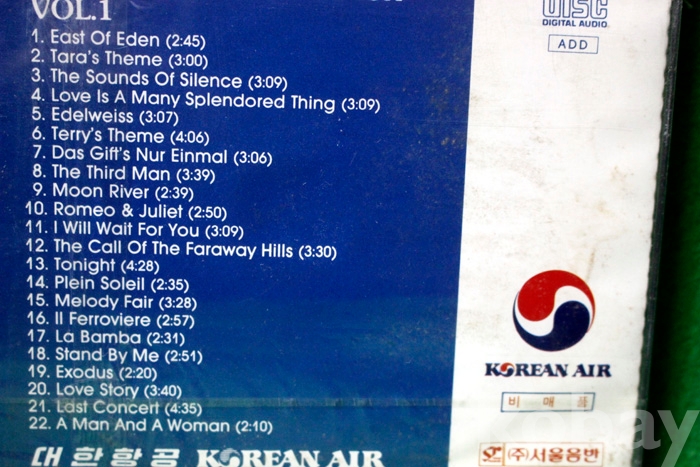 VOL.1
1. East Of Eden (2:45)
2. Tara's Theme (3:00)
3. The Sounds Of Silence (3:09)
4. Love Is A Many Splendored Thing (3:09)
5. Edelweiss (3:07)
6. Terry's Theme (4:06)
7. Das Gift's Nur Einmal (3:06)
8. The Third Man (3:39)
9. Moon River (2:39)
10. Romeo & Juliet (2:50)
11. I Will Wait For You (3:09)
12. The Call Of The Faraway Hills (3:30)
13. Tonight (4:28)
14. Plein Soleil (2:35)
15. Melody Fair (3:28)
16. Il Ferroviere (2:57)
17. La Bamba (2:31)
18. Stand By Me (2:51)
19. Exodus (2:20)
20. Love Story (3:40)
21. Last Concert (4:35)
22. A Man And A Woman (2:10)
대한항공 KOREAN AIR
DISC
DIGITAL AUDIO
ADD
KOREAN AIR
비매품
(주)서울음반
ebay